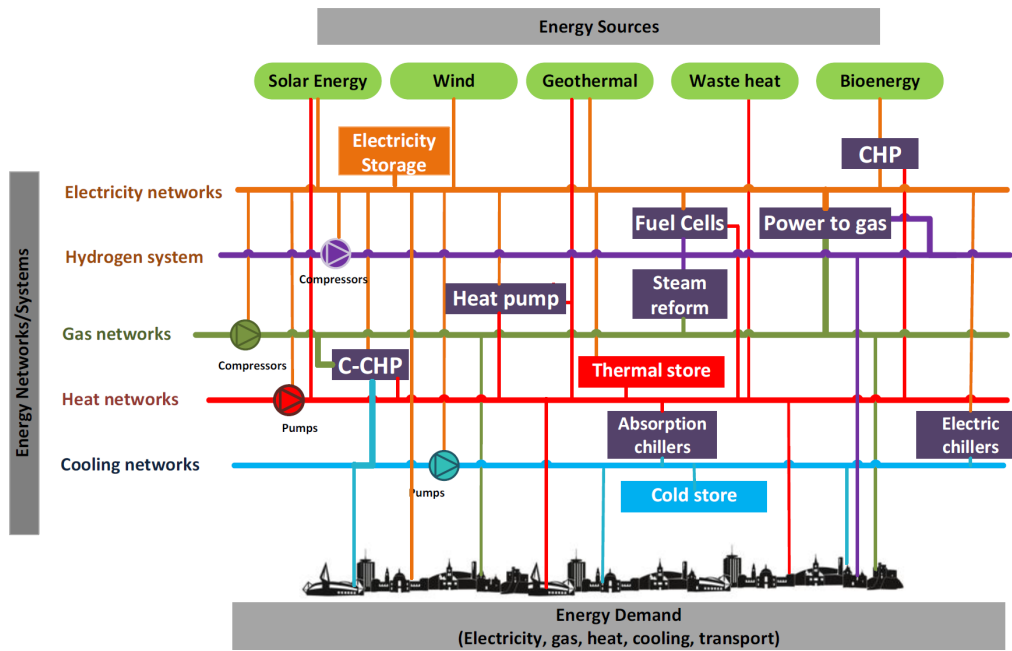 Energy Sources
Solar Energy
Wind
Geothermal
Waste heat
Bioenergy
Electricity
Storage
CHP
Energy Networks/Systems
Electricity networks
Fuel Cells
Power to gas
Hydrogen system
Compressors
Heat pump
Steam
reform
Gas networks
Compressors
C-CHP
Thermal store
Heat networks
Pumps
Absorption
chillers
Electric
chillers
Cooling networks
Pumps
Cold store
Energy Demand
(Electricity, gas, heat, cooling, transport)